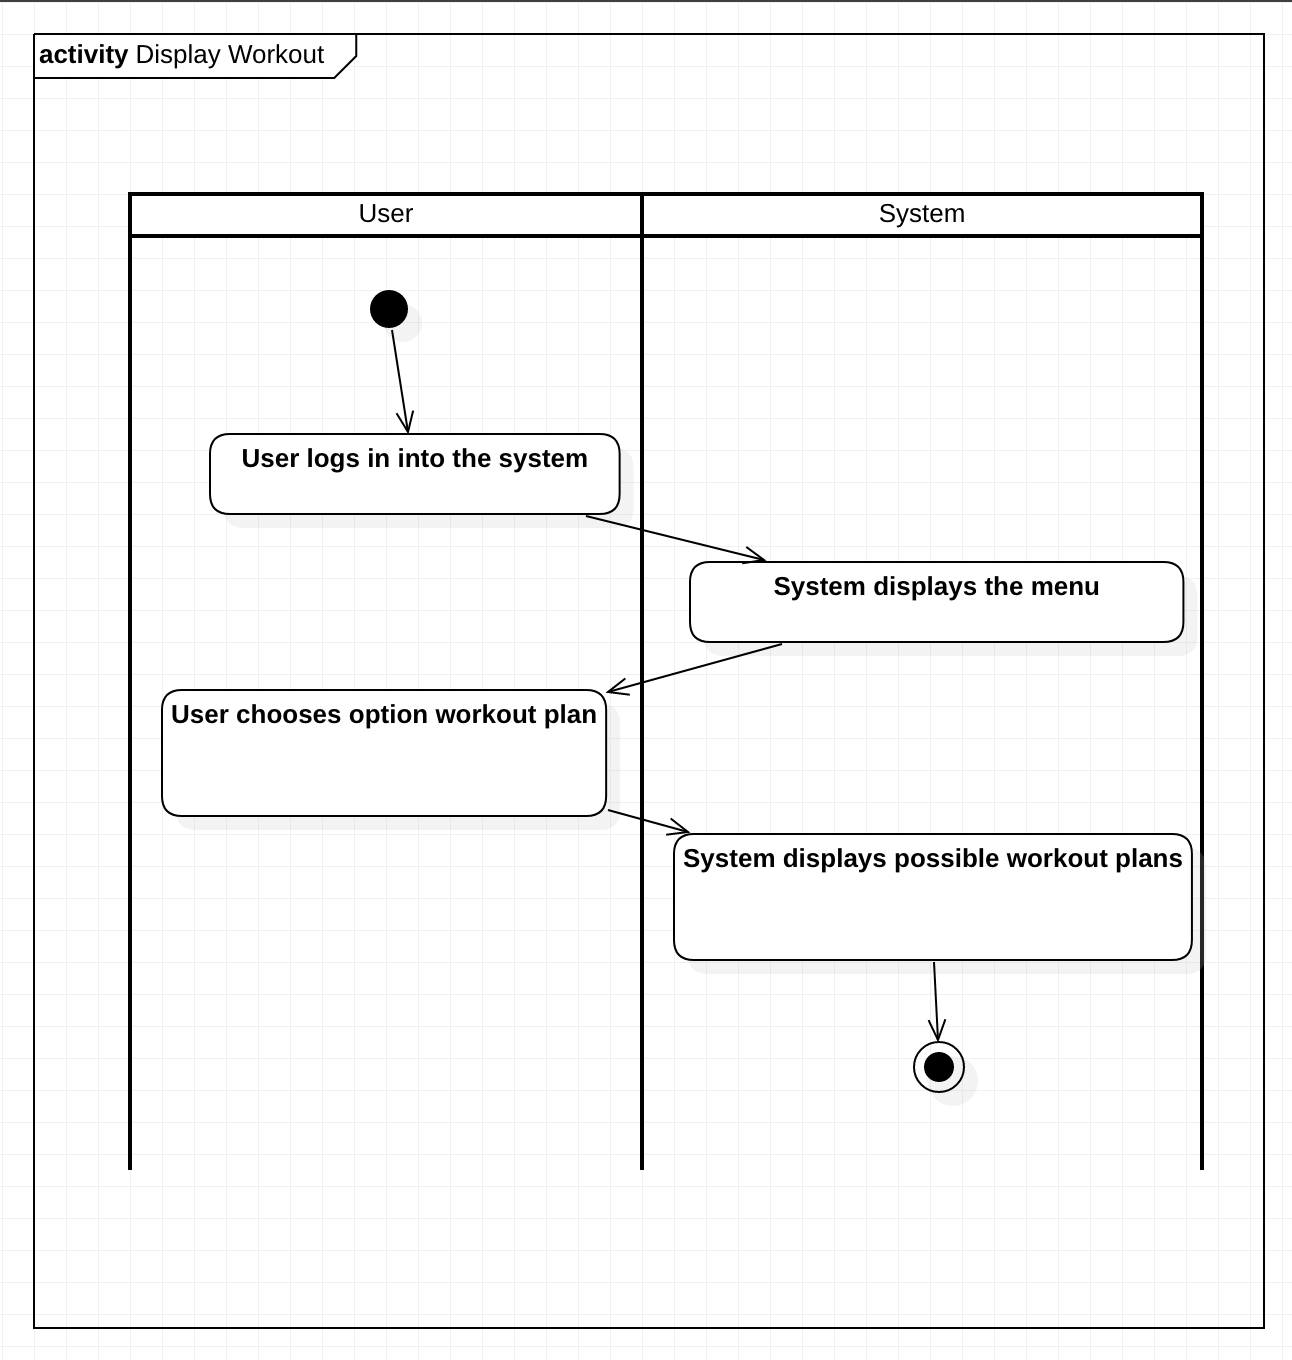 activity Display Workout
User
System
User logs in into the system
System displays the menu
User chooses option workout plan
System displays possible workout plans